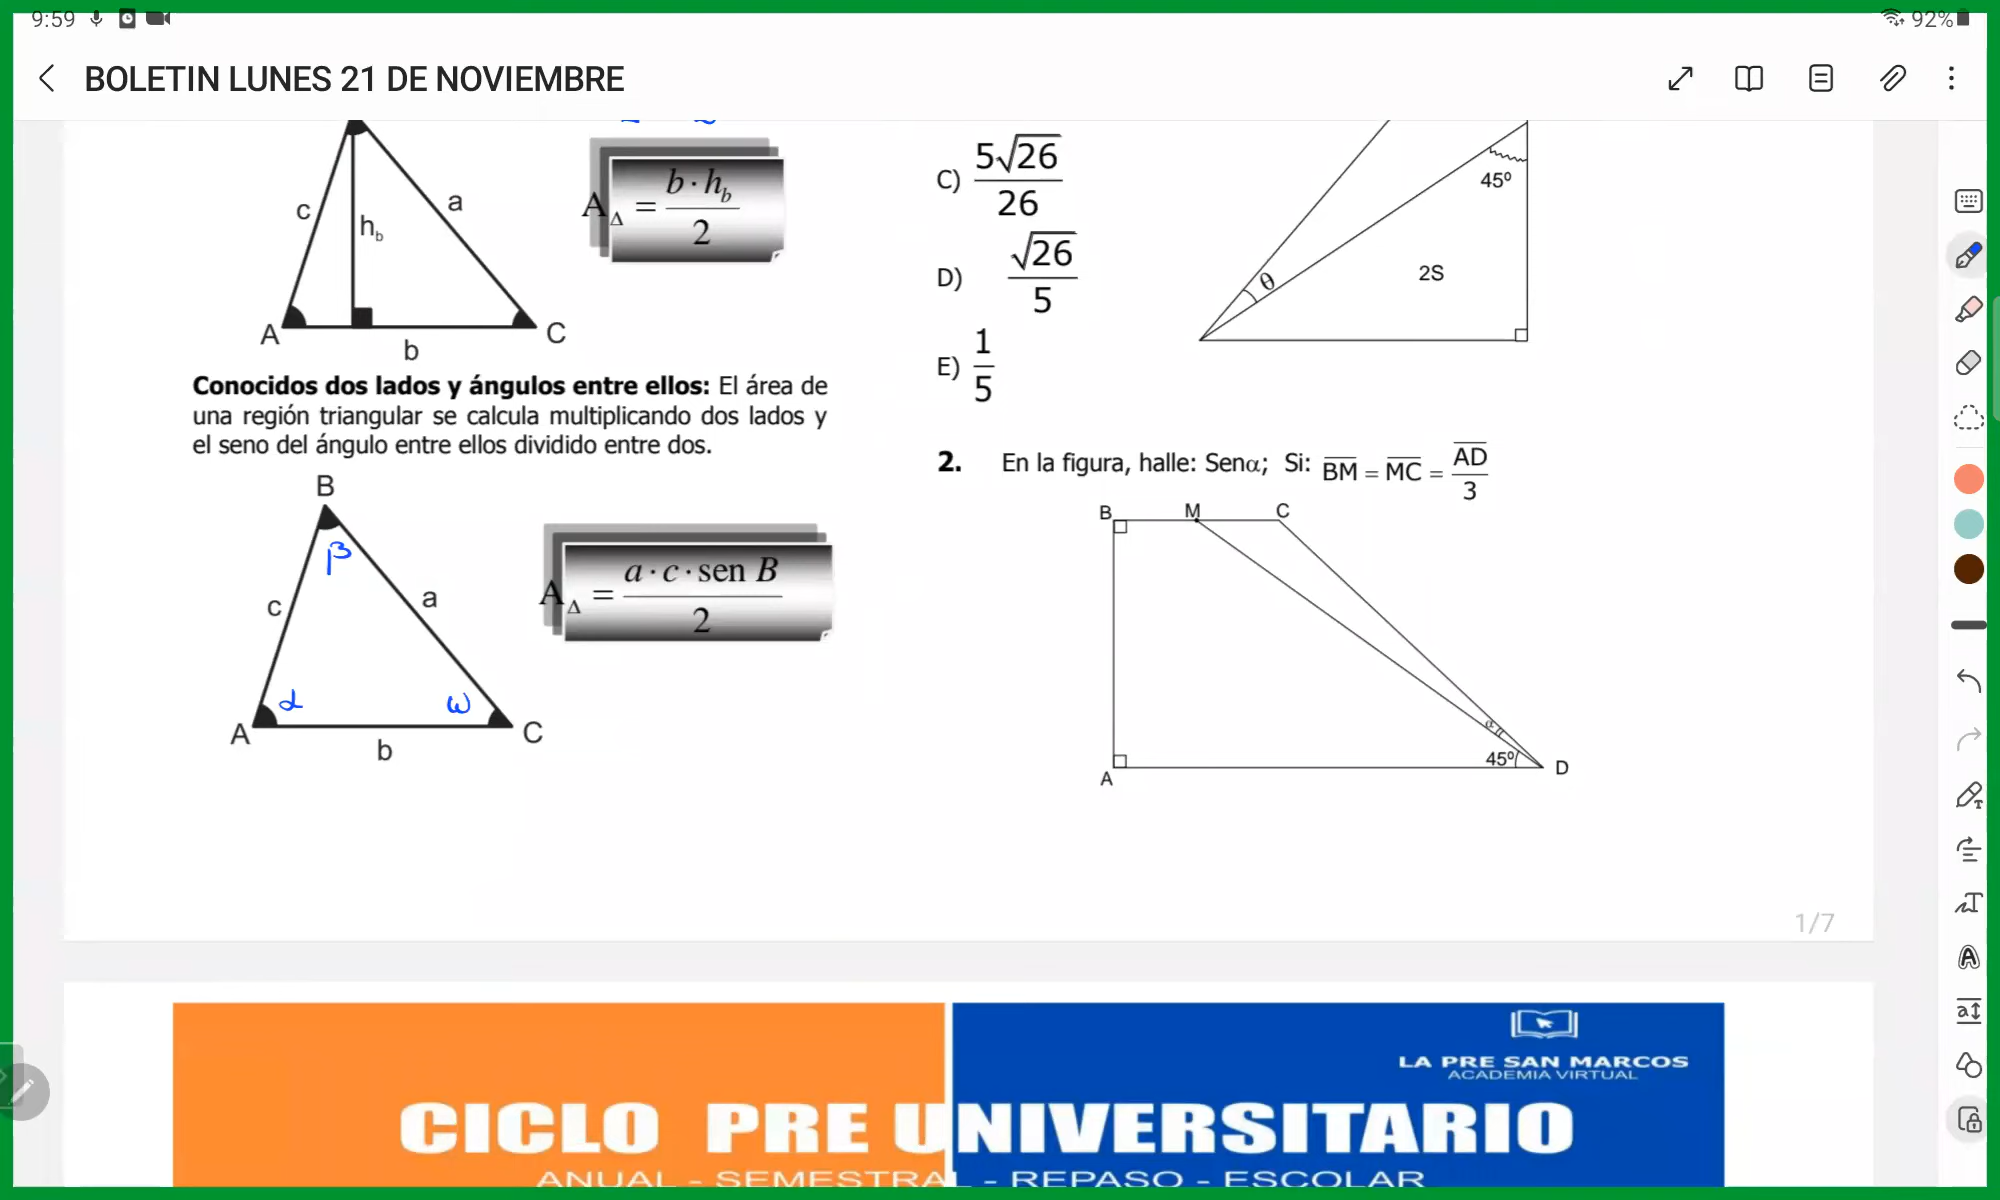 9:59
92%
BOLETIN LUNES 21 DE NOVIEMBRE
c
a
h_b
A
C
b
A_Δ = b · h_b / 2
Conocidos dos lados y ángulos entre ellos: El área de
una región triangular se calcula multiplicando dos lados y
el seno del ángulo entre ellos dividido entre dos.
B
β
c
a
α
ω
A
C
b
A_Δ = a · c · sen B / 2
C) 5√26 / 26
D) √26 / 5
E) 1 / 5
45º
θ
2S
2. En la figura, halle: Senα; Si: BM = MC = AD / 3
B
M
C
α
45º
A
D
1/7
LA PRE SAN MARCOS
ACADEMIA VIRTUAL
CICLO PRE UNIVERSITARIO
ANUAL - SEMESTRAL - REPASO - ESCOLAR